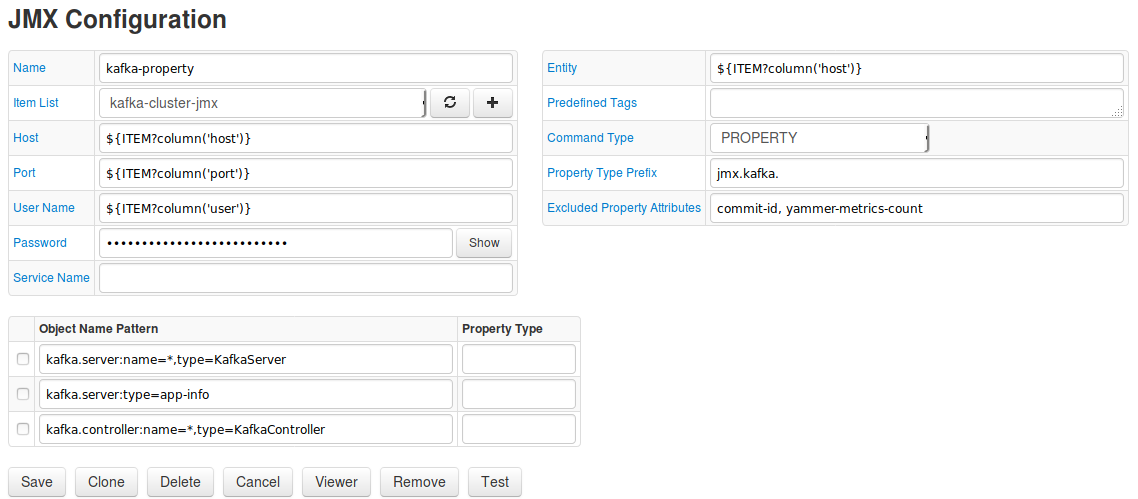 JMX Configuration
Name kafka-property
Item List kafka-cluster-jmx
Host ${ITEM?column('host')}
Port ${ITEM?column('port')}
User Name ${ITEM?column('user')}
Password ••••••••••••••••••••••••••• Show
Service Name
Entity ${ITEM?column('host')}
Predefined Tags
Command Type PROPERTY
Property Type Prefix jmx.kafka.
Excluded Property Attributes commit-id, yammer-metrics-count
Object Name Pattern Property Type
kafka.server:name=*,type=KafkaServer
kafka.server:type=app-info
kafka.controller:name=*,type=KafkaController
Save Clone Delete Cancel Viewer Remove Test